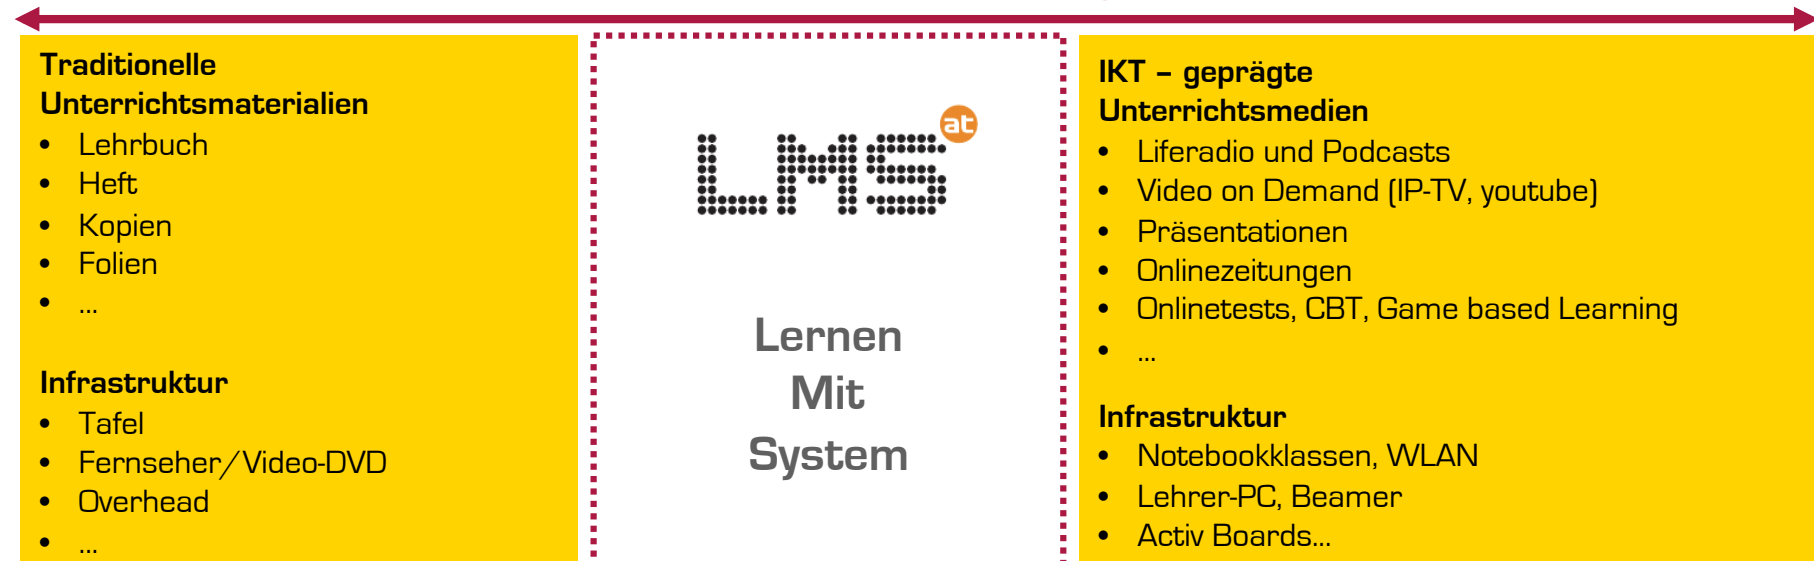 Traditionelle
Unterrichtsmaterialien
• Lehrbuch
• Heft
• Kopien
• Folien
• ...
Infrastruktur
• Tafel
• Fernseher/Video-DVD
• Overhead
• ...
LMS at
Lernen
Mit
System
IKT – geprägte
Unterrichtsmedien
• Liferadio und Podcasts
• Video on Demand (IP-TV, youtube)
• Präsentationen
• Onlinezeitungen
• Onlinetests, CBT, Game based Learning
• ...
Infrastruktur
• Notebookklassen, WLAN
• Lehrer-PC, Beamer
• Activ Boards...